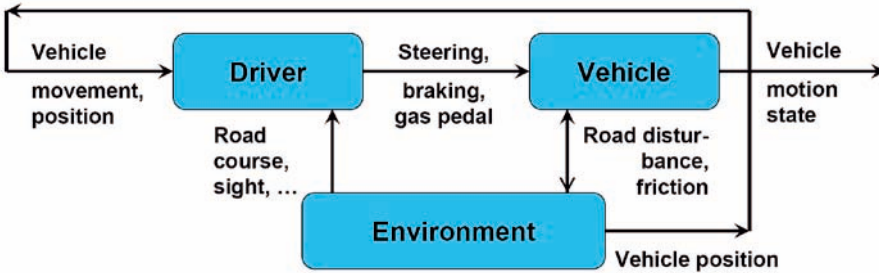 Vehicle
movement,
position
Driver
Steering,
braking,
gas pedal
Vehicle
Vehicle
motion
state
Road
course,
sight, ...
Road distur-
bance,
friction
Environment
Vehicle position